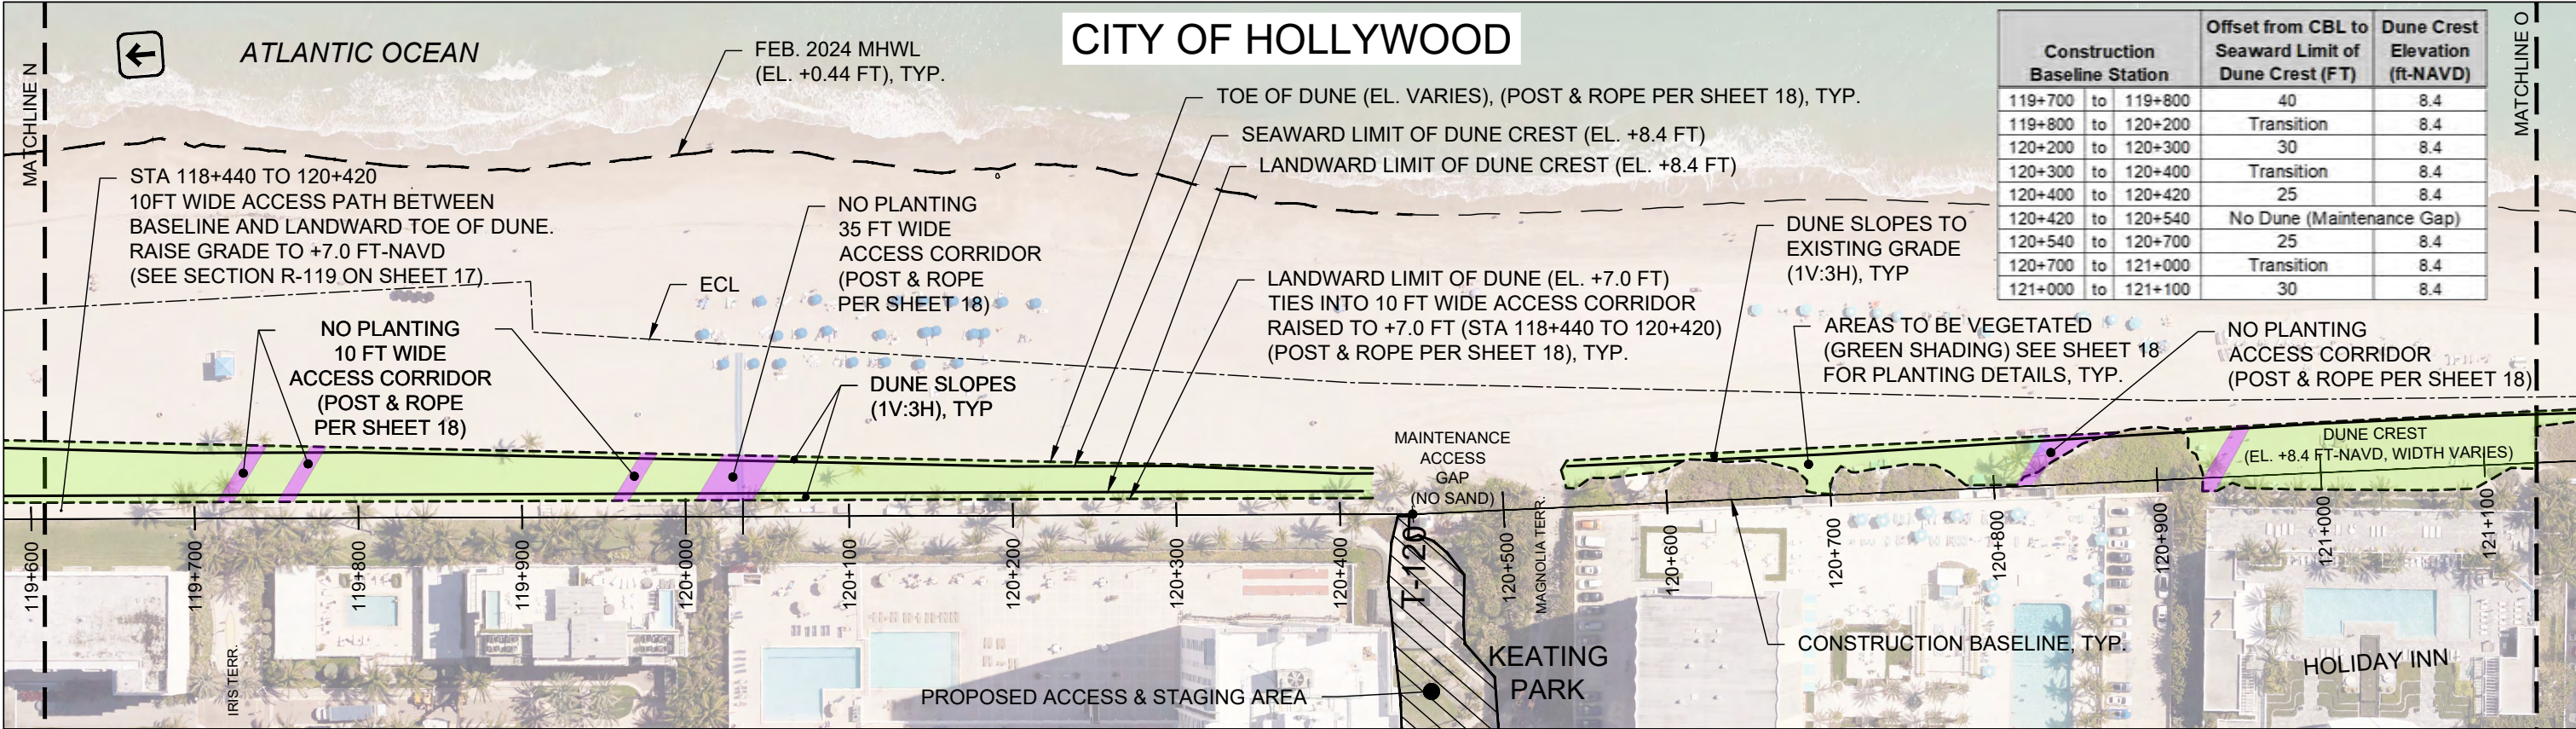 CITY OF HOLLYWOOD
ATLANTIC OCEAN
MATCHLINE N
MATCHLINE O
FEB. 2024 MHWL
(EL. +0.44 FT), TYP.
TOE OF DUNE (EL. VARIES), (POST & ROPE PER SHEET 18), TYP.
SEAWARD LIMIT OF DUNE CREST (EL. +8.4 FT)
LANDWARD LIMIT OF DUNE CREST (EL. +8.4 FT)
Construction Baseline Station | Offset from CBL to Seaward Limit of Dune Crest (FT) | Dune Crest Elevation (ft-NAVD)
119+700 to 119+800 40 8.4
119+800 to 120+200 Transition 8.4
120+200 to 120+300 30 8.4
120+300 to 120+400 Transition 8.4
120+400 to 120+420 25 8.4
120+420 to 120+540 No Dune (Maintenance Gap)
120+540 to 120+700 25 8.4
120+700 to 121+000 Transition 8.4
121+000 to 121+100 30 8.4
STA 118+440 TO 120+420
10FT WIDE ACCESS PATH BETWEEN
BASELINE AND LANDWARD TOE OF DUNE.
RAISE GRADE TO +7.0 FT-NAVD
(SEE SECTION R-119 ON SHEET 17)
NO PLANTING
35 FT WIDE
ACCESS CORRIDOR
(POST & ROPE
PER SHEET 18)
ECL
LANDWARD LIMIT OF DUNE (EL. +7.0 FT)
TIES INTO 10 FT WIDE ACCESS CORRIDOR
RAISED TO +7.0 FT (STA 118+440 TO 120+420)
(POST & ROPE PER SHEET 18), TYP.
DUNE SLOPES TO
EXISTING GRADE
(1V:3H), TYP
NO PLANTING
10 FT WIDE
ACCESS CORRIDOR
(POST & ROPE
PER SHEET 18)
DUNE SLOPES
(1V:3H), TYP
AREAS TO BE VEGETATED
(GREEN SHADING) SEE SHEET 18
FOR PLANTING DETAILS, TYP.
NO PLANTING
ACCESS CORRIDOR
(POST & ROPE PER SHEET 18)
MAINTENANCE
ACCESS
GAP
(NO SAND)
DUNE CREST
(EL. +8.4 FT-NAVD, WIDTH VARIES)
119+600
119+700
119+800
119+900
120+000
120+100
120+200
120+300
120+400
T-120
120+500
120+600
120+700
120+800
120+900
121+000
121+100
IRIS TERR.
MAGNOLIA TERR.
CONSTRUCTION BASELINE, TYP.
KEATING
PARK
PROPOSED ACCESS & STAGING AREA
HOLIDAY INN